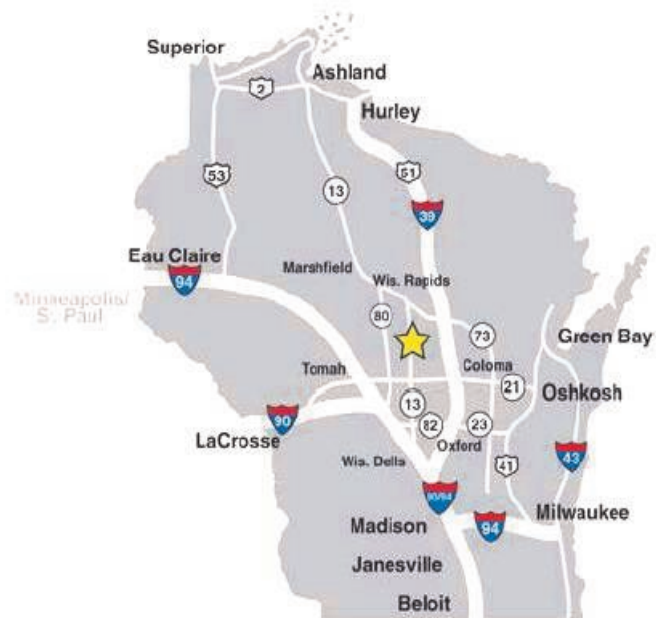 Superior
Ashland
2
Hurley
53
51
13
39
Eau Claire
94
Marshfield
Wis. Rapids
Minneapolis/
S. Paul
80
73
Green Bay
Tomah
Coloma
21
Oshkosh
13
90
82
23
LaCrosse
Oxford
Wis. Dells
41
43
90/94
Milwaukee
Madison
94
Janesville
Beloit